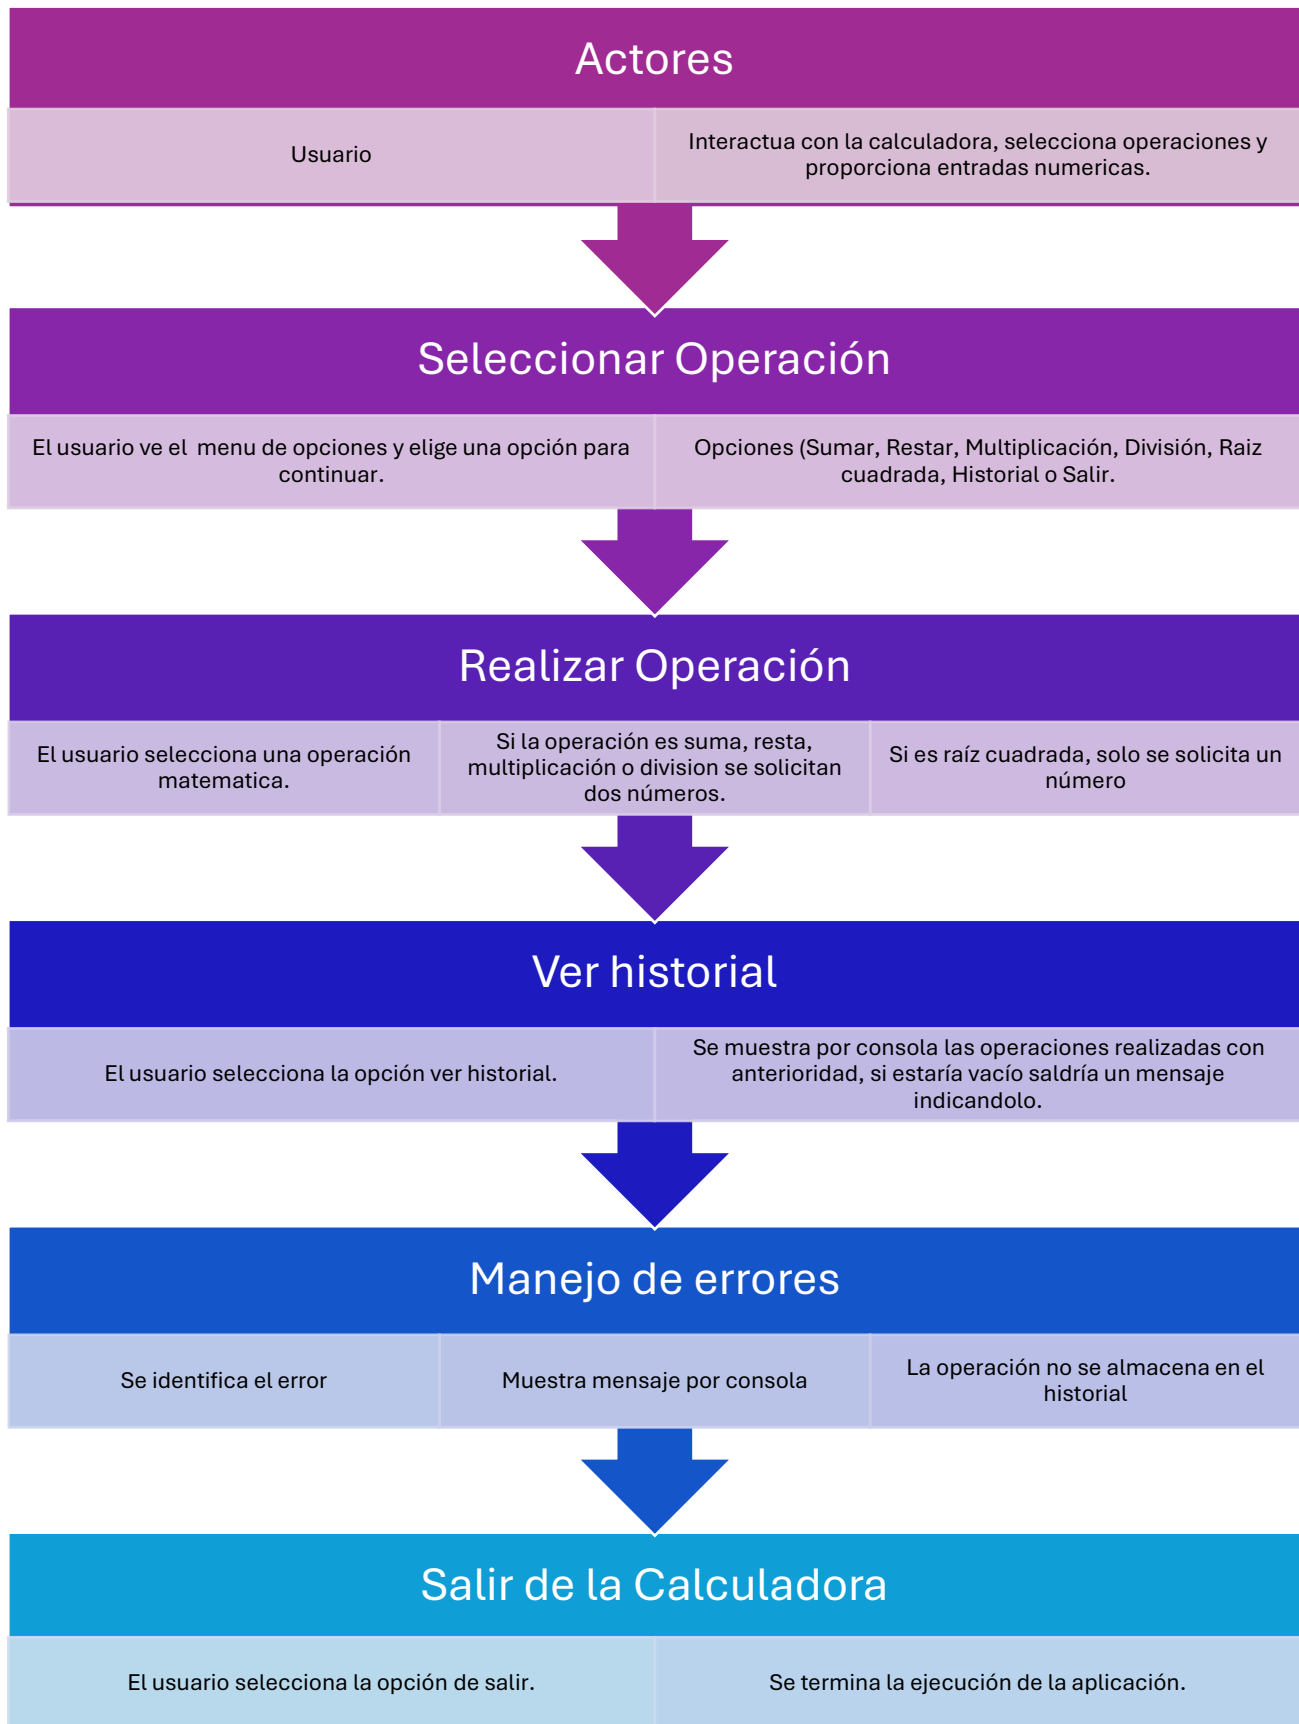 Actores
Usuario
Interactua con la calculadora, selecciona operaciones y
proporciona entradas numericas.
Seleccionar Operación
El usuario ve el  menu de opciones y elige una opción para
continuar.
Opciones (Sumar, Restar, Multiplicación, División, Raiz
cuadrada, Historial o Salir.
Realizar Operación
El usuario selecciona una operación
matematica.
Si la operación es suma, resta,
multiplicación o division se solicitan
dos números.
Si es raíz cuadrada, solo se solicita un
número
Ver historial
El usuario selecciona la opción ver historial.
Se muestra por consola las operaciones realizadas con
anterioridad, si estaría vacío saldría un mensaje
indicandolo.
Manejo de errores
Se identifica el error
Muestra mensaje por consola
La operación no se almacena en el
historial
Salir de la Calculadora
El usuario selecciona la opción de salir.
Se termina la ejecución de la aplicación.